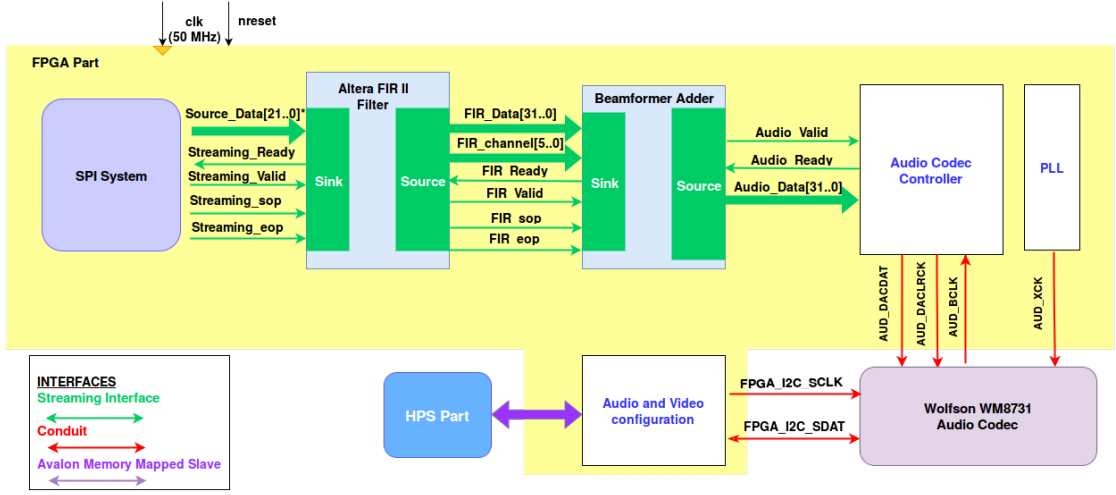 clk
(50 MHz)
nreset
FPGA Part
SPI System
Source_Data[21..0]*
Streaming_Ready
Streaming_Valid
Streaming_sop
Streaming_eop
Altera FIR II
Filter
Sink
Source
FIR_Data[31..0]
FIR_channel[5..0]
FIR_Ready
FIR_Valid
FIR_sop
FIR_eop
Beamformer Adder
Sink
Source
Audio_Valid
Audio_Ready
Audio_Data[31..0]
Audio Codec
Controller
PLL
AUD_DACDAT
AUD_DACLRCK
AUD_BCLK
AUD_XCK
INTERFACES
Streaming Interface
Conduit
Avalon Memory Mapped Slave
HPS Part
Audio and Video
configuration
FPGA_I2C_SCLK
FPGA_I2C_SDAT
Wolfson WM8731
Audio Codec